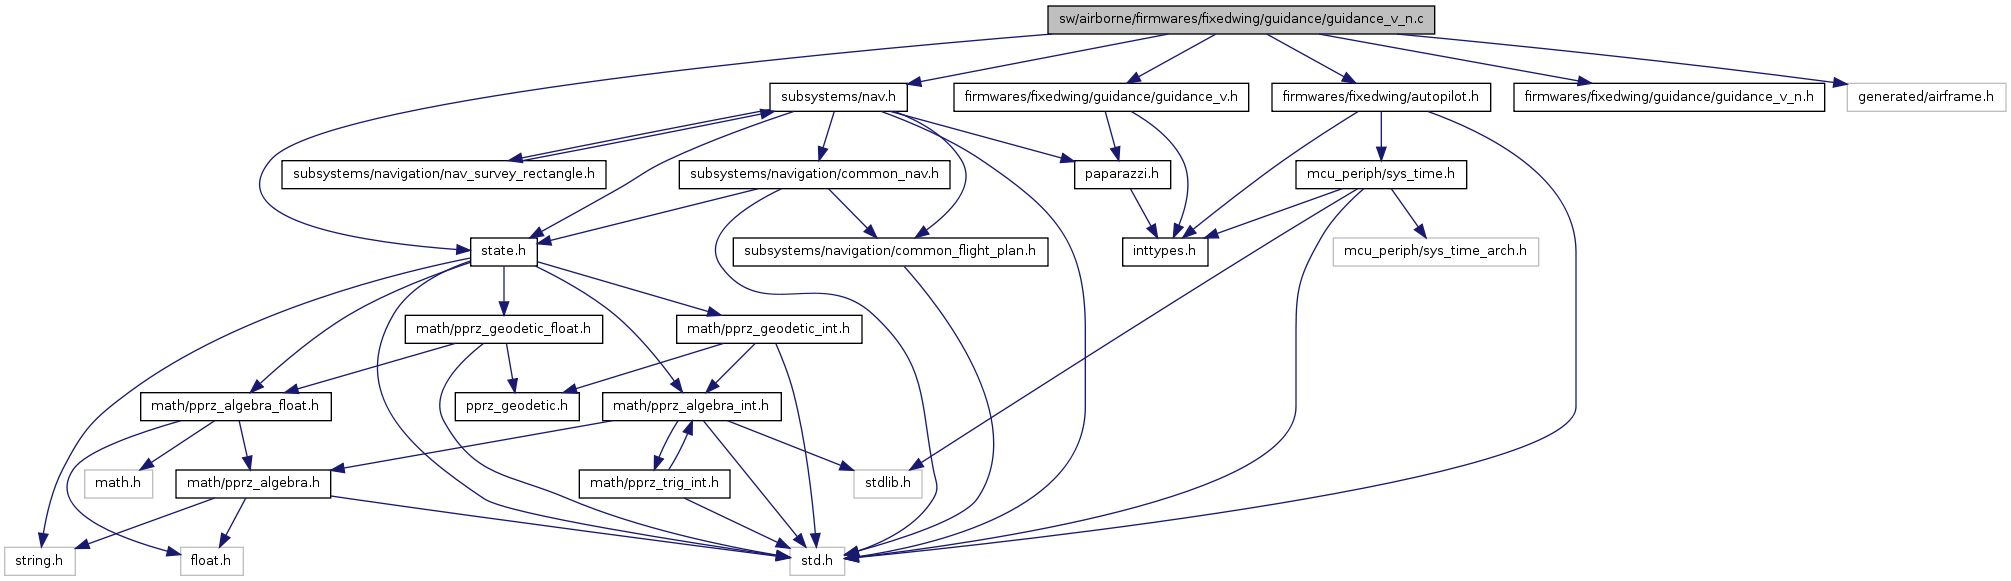 sw/airborne/firmwares/fixedwing/guidance/guidance_v_n.c
subsystems/nav.h
firmwares/fixedwing/guidance/guidance_v.h
firmwares/fixedwing/autopilot.h
firmwares/fixedwing/guidance/guidance_v_n.h
generated/airframe.h
subsystems/navigation/nav_survey_rectangle.h
subsystems/navigation/common_nav.h
paparazzi.h
mcu_periph/sys_time.h
state.h
subsystems/navigation/common_flight_plan.h
inttypes.h
mcu_periph/sys_time_arch.h
math/pprz_geodetic_float.h
math/pprz_geodetic_int.h
math/pprz_algebra_float.h
pprz_geodetic.h
math/pprz_algebra_int.h
math.h
math/pprz_algebra.h
math/pprz_trig_int.h
stdlib.h
string.h
float.h
std.h